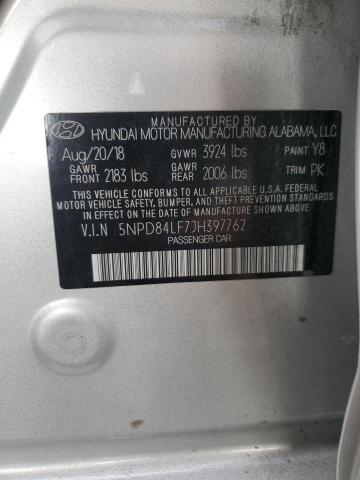 MANUFACTURED BY
HYUNDAI MOTOR MANUFACTURING ALABAMA, LLC
Aug/20/18 GVWR 3924 lbs PAINT Y8
GAWR FRONT 2183 lbs GAWR REAR 2006 lbs TRIM PK
THIS VEHICLE CONFORMS TO ALL APPLICABLE U.S.A. FEDERAL
MOTOR VEHICLE SAFETY, BUMPER, AND THEFT PREVENTION
STANDARDS IN EFFECT ON THE DATE OF MANUFACTURE SHOWN ABOVE.
V.I.N 5NPD84LF7JH397762
PASSENGER CAR